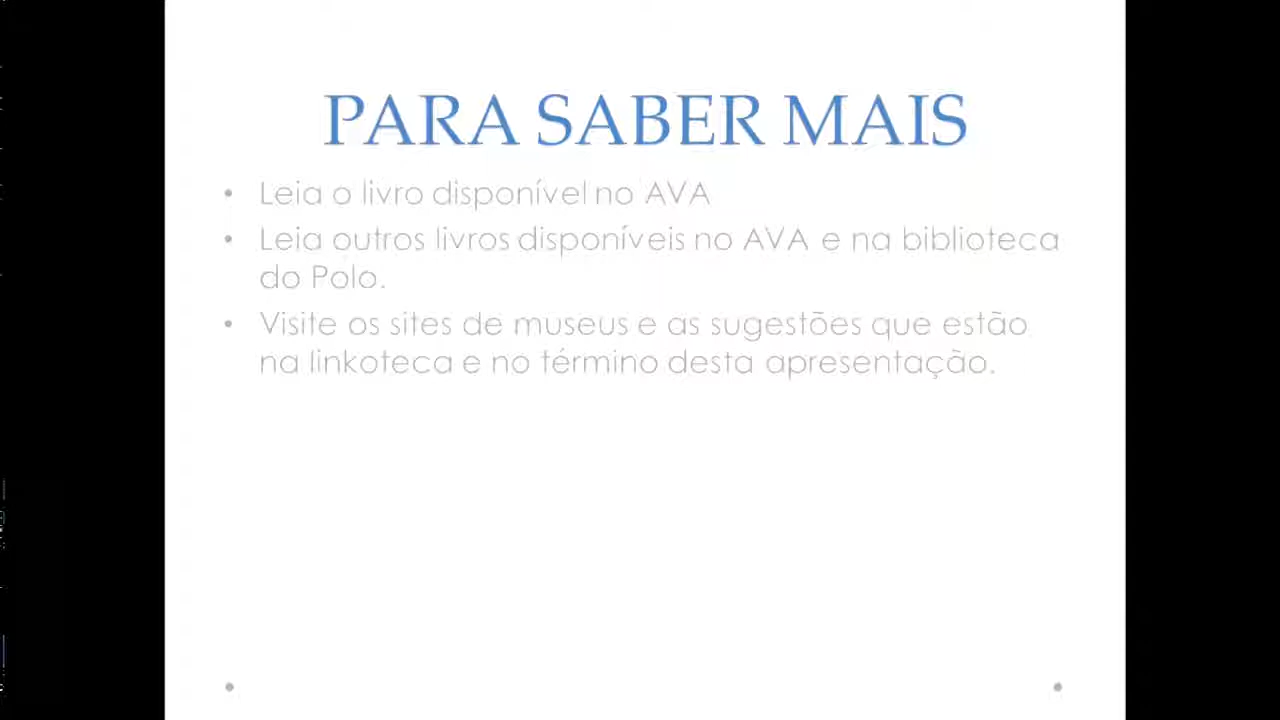 PARA SABER MAIS
• Leia o livro disponível no AVA
• Leia outros livros disponíveis no AVA e na biblioteca
do Polo.
• Visite os sites de museus e as sugestões que estão
na linkoteca e no término desta apresentação.